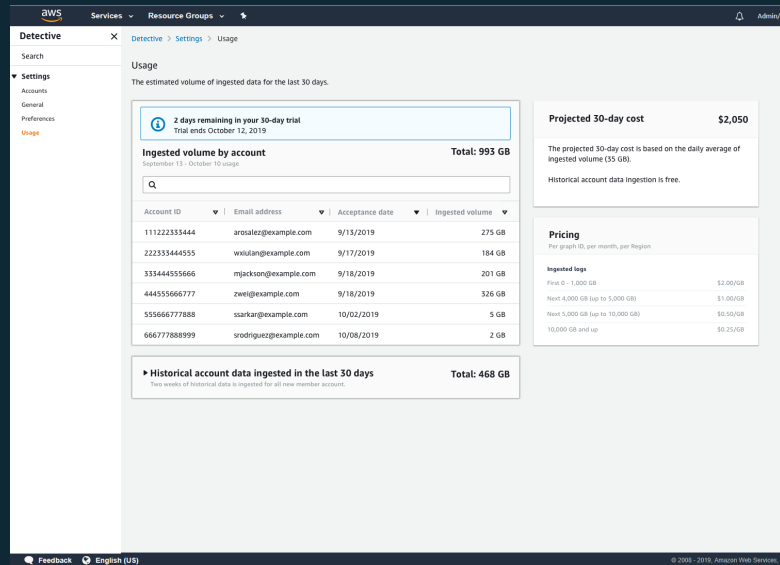 aws Services Resource Groups Admin/
Detective
Search
Settings
Accounts
General
Preferences
Usage
Detective > Settings > Usage
Usage
The estimated volume of ingested data for the last 30 days.
2 days remaining in your 30-day trial
Trial ends October 12, 2019
Ingested volume by account Total: 993 GB
September 13 - October 10 usage
Account ID Email address Acceptance date Ingested volume
111222333444 arosalez@example.com 9/13/2019 275 GB
222333444555 wxiulan@example.com 9/17/2019 184 GB
333444555666 mjackson@example.com 9/18/2019 201 GB
444555666777 zwei@example.com 9/18/2019 326 GB
555666777888 ssarkar@example.com 10/02/2019 5 GB
666777888999 srodriguez@example.com 10/08/2019 2 GB
Historical account data ingested in the last 30 days Total: 468 GB
Two weeks of historical data is ingested for all new member account.
Projected 30-day cost $2,050
The projected 30-day cost is based on the daily average of
ingested volume (35 GB).
Historical account data ingestion is free.
Pricing
Per graph ID, per month, per Region
Ingested logs
First 0 - 1,000 GB $2.00/GB
Next 4,000 GB (up to 5,000 GB) $1.00/GB
Next 5,000 GB (up to 10,000 GB) $0.50/GB
10,000 GB and up $0.25/GB
Feedback English (US) © 2008 - 2019, Amazon Web Services,